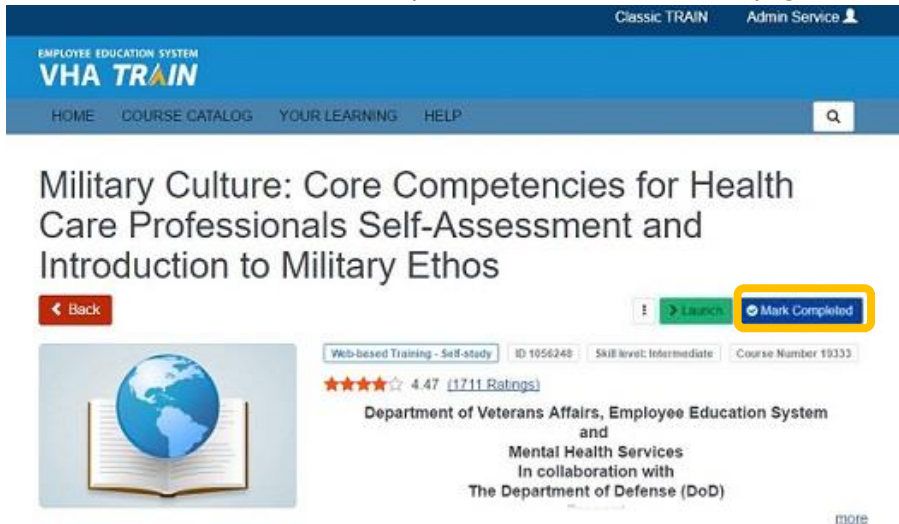 Classic TRAIN Admin Service
EMPLOYEE EDUCATION SYSTEM
VHA TRAIN
HOME COURSE CATALOG YOUR LEARNING HELP
Military Culture: Core Competencies for Health
Care Professionals Self-Assessment and
Introduction to Military Ethos
Back Launch Mark Completed
Web-based Training - Self-study ID 1056248 Skill level: Intermediate Course Number 19333
4.47 (1711 Ratings)
Department of Veterans Affairs, Employee Education System
and
Mental Health Services
In collaboration with
The Department of Defense (DoD)
more